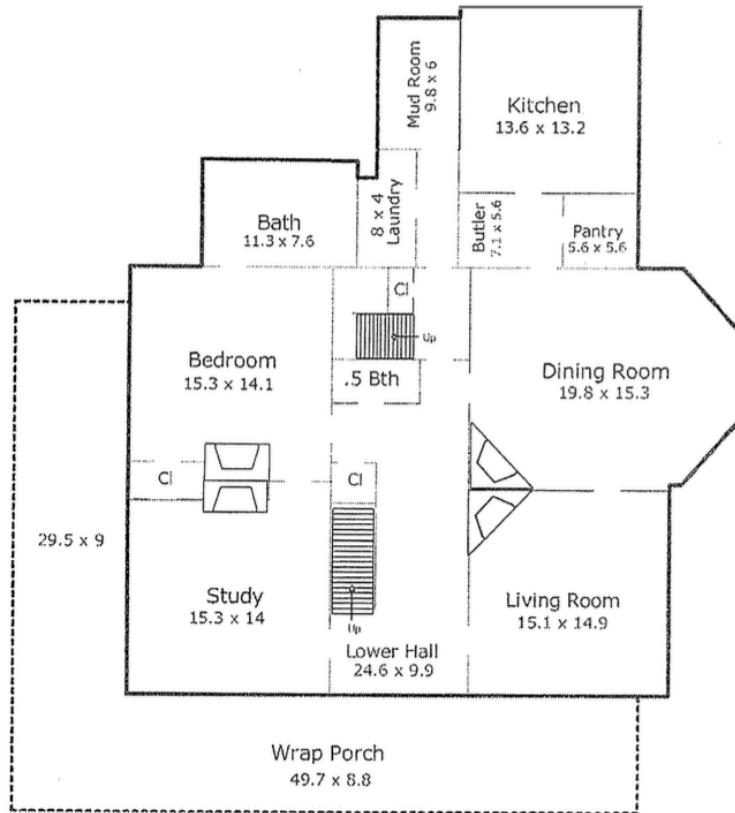 Mud Room
9.8 x 6
Kitchen
13.6 x 13.2
8 x 4
Laundry
Bath
11.3 x 7.6
Butler
7.1 x 5.6
Pantry
5.6 x 5.6
Cl
Up
Bedroom
15.3 x 14.1
.5 Bth
Dining Room
19.8 x 15.3
Cl
Cl
29.5 x 9
Study
15.3 x 14
Up
Living Room
15.1 x 14.9
Lower Hall
24.6 x 9.9
Wrap Porch
49.7 x 8.8